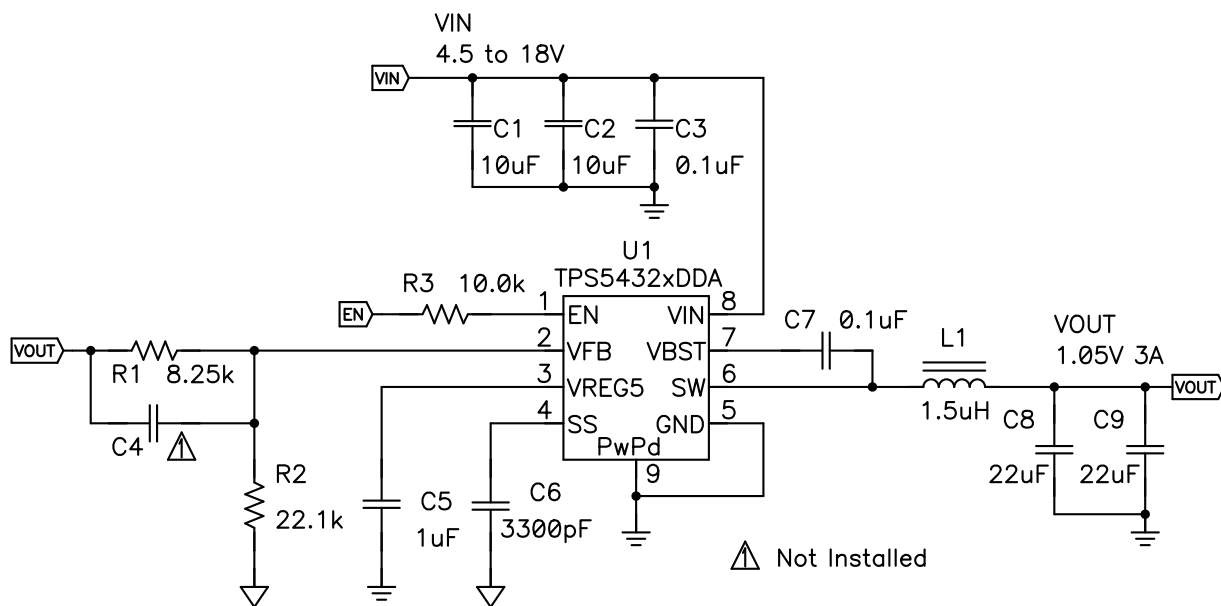 VIN
4.5 to 18V
VIN
C1
C2
C3
10uF
10uF
0.1uF
U1
TPS5432xDDA
R3 10.0k
EN
1
EN
VIN
8
C7
0.1uF
VOUT
R1
8.25k
2
VFB
VBST
7
L1
VOUT
1.05V 3A
3
VREG5
SW
6
1.5uH
VOUT
C4
1
4
SS
GND
5
C8
C9
PwPd
9
22uF
22uF
R2
22.1k
C5
1uF
C6
3300pF
1 Not Installed